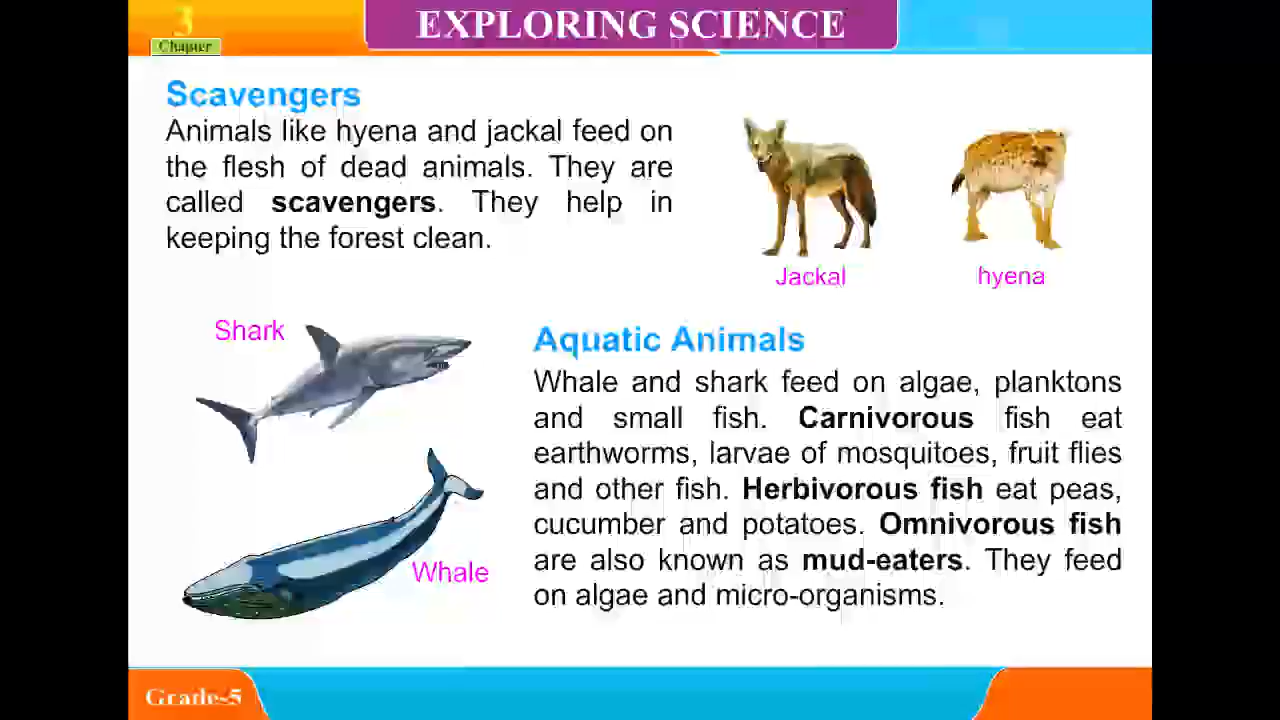 3
Chapter
EXPLORING SCIENCE
Scavengers
Animals like hyena and jackal feed on
the flesh of dead animals. They are
called scavengers. They help in
keeping the forest clean.
Jackal
hyena
Shark
Aquatic Animals
Whale and shark feed on algae, planktons
and small fish. Carnivorous fish eat
earthworms, larvae of mosquitoes, fruit flies
and other fish. Herbivorous fish eat peas,
cucumber and potatoes. Omnivorous fish
are also known as mud-eaters. They feed
on algae and micro-organisms.
Whale
Grade-5